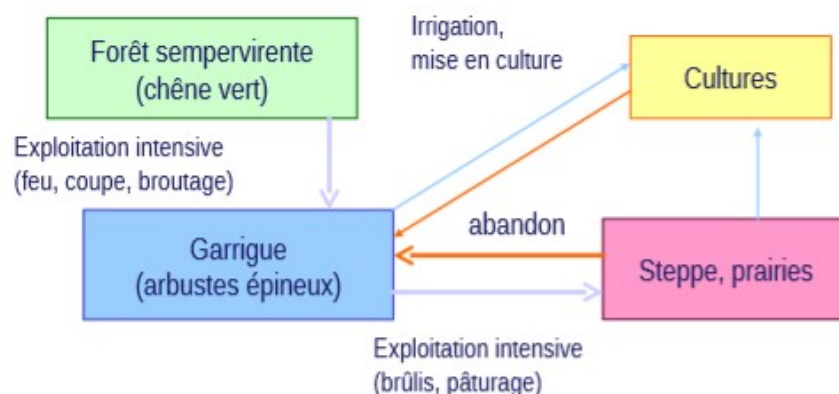 Forêt sempervirente
(chêne vert)
Irrigation,
mise en culture
Cultures
Exploitation intensive
(feu, coupe, broutage)
Garrigue
(arbustes épineux)
abandon
Steppe, prairies
Exploitation intensive
(brûlis, pâturage)